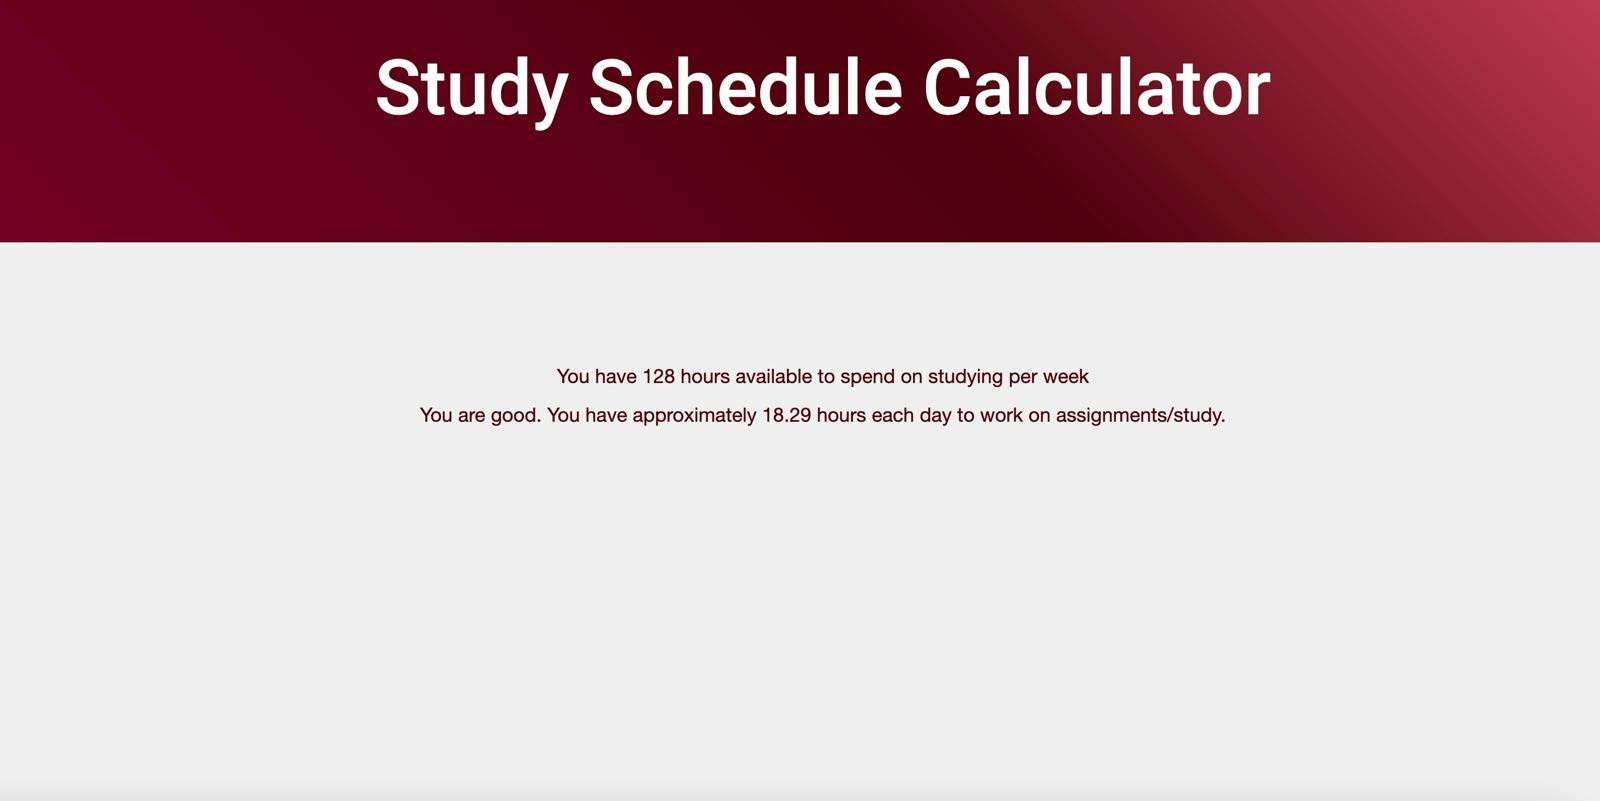 Study Schedule Calculator
You have 128 hours available to spend on studying per week
You are good. You have approximately 18.29 hours each day to work on assignments/study.